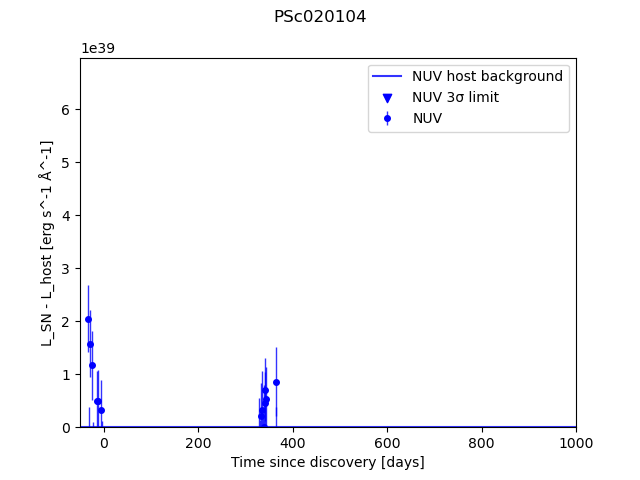 PSc020104
1e39
NUV host background
NUV 3σ limit
NUV
6
5
4
3
2
1
0
L_SN - L_host [erg s^-1 Å^-1]
0 200 400 600 800 1000
Time since discovery [days]